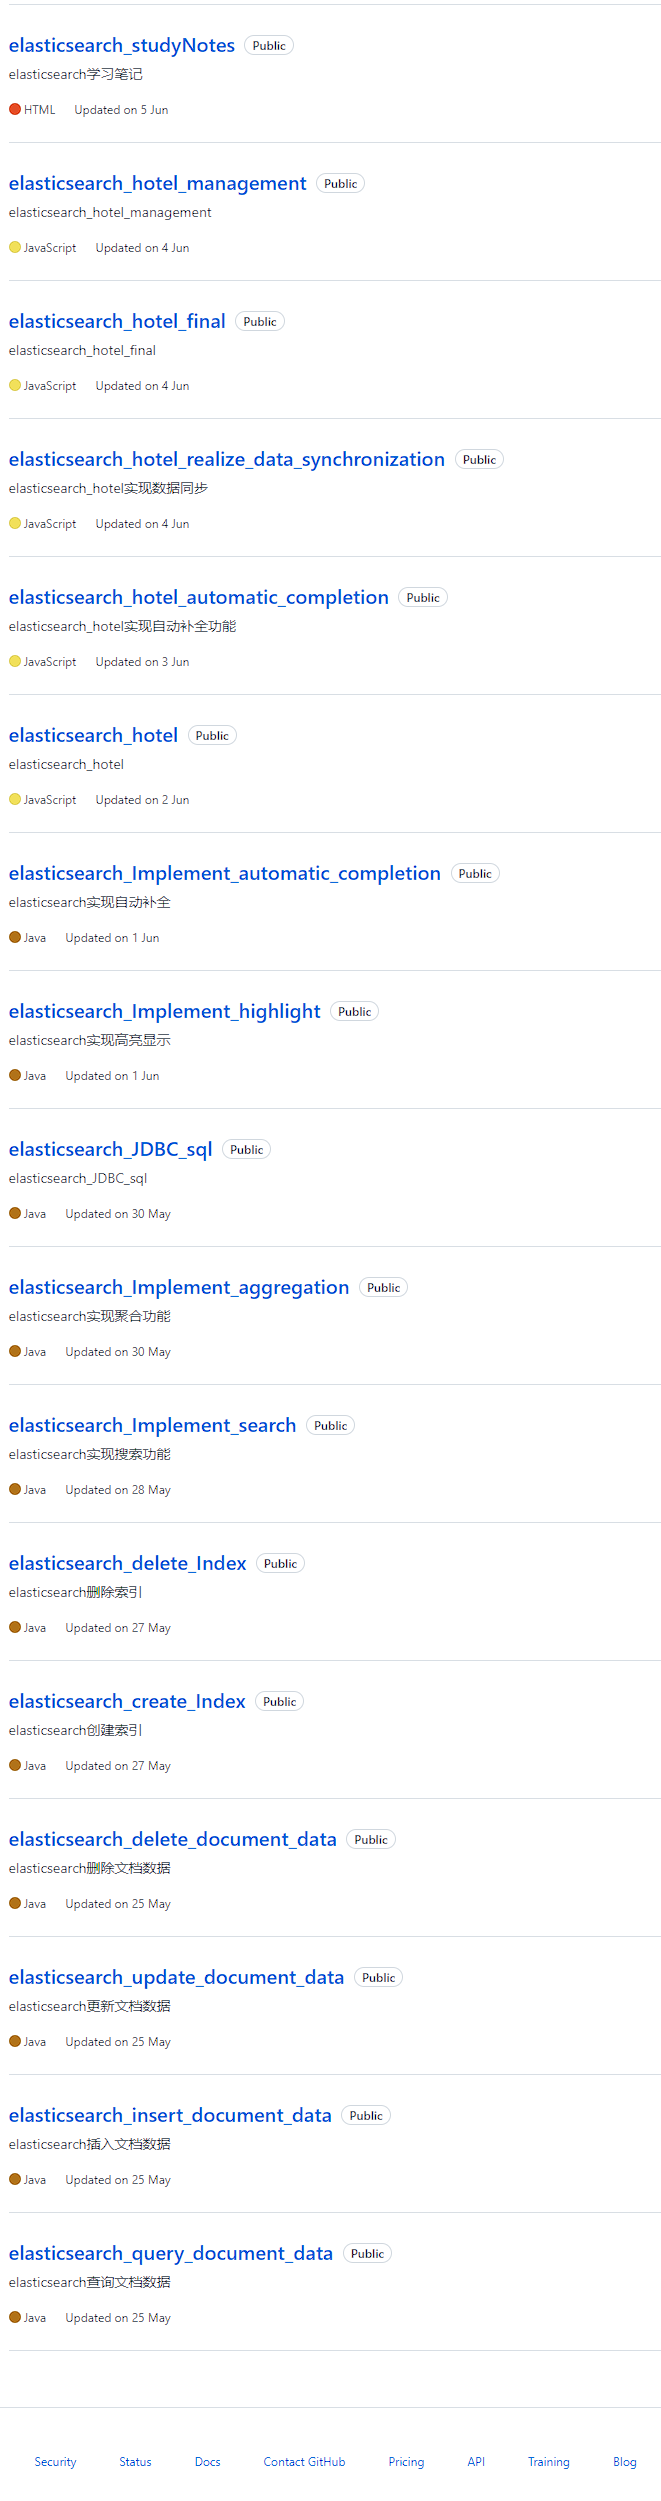 elasticsearch_studyNotes Public
elasticsearch学习笔记
HTML Updated on 5 Jun
elasticsearch_hotel_management Public
elasticsearch_hotel_management
JavaScript Updated on 4 Jun
elasticsearch_hotel_final Public
elasticsearch_hotel_final
JavaScript Updated on 4 Jun
elasticsearch_hotel_realize_data_synchronization Public
elasticsearch_hotel实现数据同步
JavaScript Updated on 4 Jun
elasticsearch_hotel_automatic_completion Public
elasticsearch_hotel实现自动补全功能
JavaScript Updated on 3 Jun
elasticsearch_hotel Public
elasticsearch_hotel
JavaScript Updated on 2 Jun
elasticsearch_Implement_automatic_completion Public
elasticsearch实现自动补全
Java Updated on 1 Jun
elasticsearch_Implement_highlight Public
elasticsearch实现高亮显示
Java Updated on 1 Jun
elasticsearch_JDBC_sql Public
elasticsearch_JDBC_sql
Java Updated on 30 May
elasticsearch_Implement_aggregation Public
elasticsearch实现聚合功能
Java Updated on 30 May
elasticsearch_Implement_search Public
elasticsearch实现搜索功能
Java Updated on 28 May
elasticsearch_delete_Index Public
elasticsearch删除索引
Java Updated on 27 May
elasticsearch_create_Index Public
elasticsearch创建索引
Java Updated on 27 May
elasticsearch_delete_document_data Public
elasticsearch删除文档数据
Java Updated on 25 May
elasticsearch_update_document_data Public
elasticsearch更新文档数据
Java Updated on 25 May
elasticsearch_insert_document_data Public
elasticsearch插入文档数据
Java Updated on 25 May
elasticsearch_query_document_data Public
elasticsearch查询文档数据
Java Updated on 25 May
Security Status Docs Contact GitHub Pricing API Training Blog